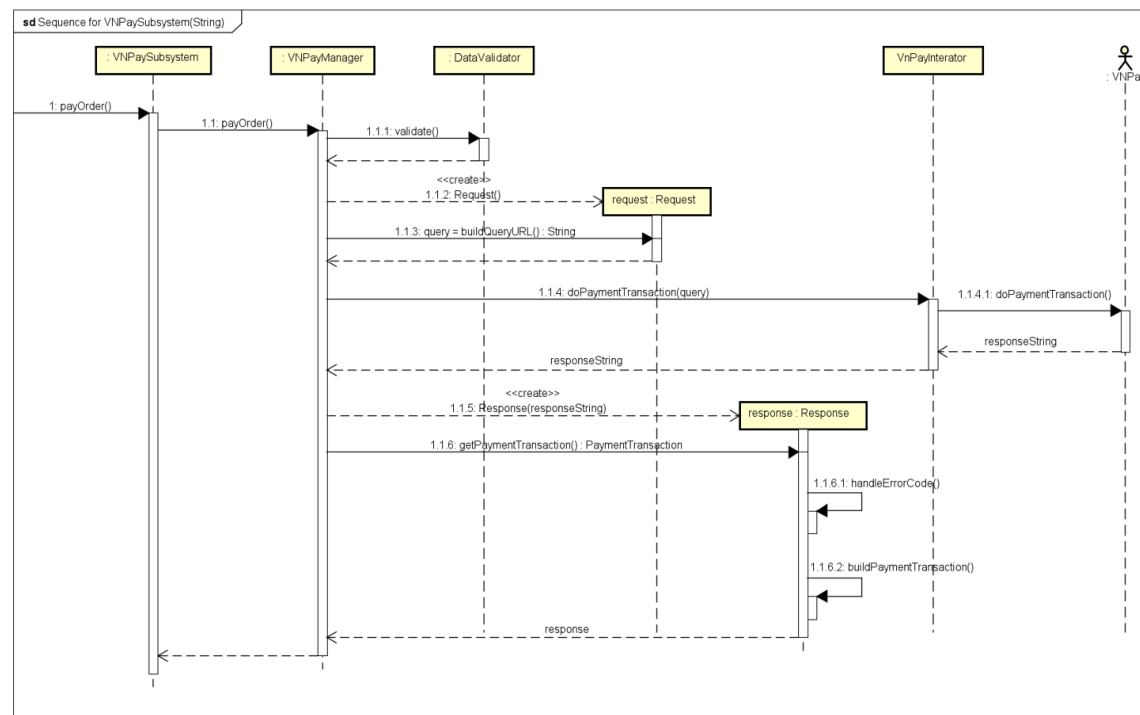 sd Sequence for VNPaySubsystem(String)
: VNPaySubsystem
: VNPayManager
: DataValidator
VnPayInterator
: VNPa
1: payOrder()
1.1: payOrder()
1.1.1: validate()
<<create>>
1.1.2: Request()
request : Request
1.1.3: query = buildQueryURL() : String
1.1.4: doPaymentTransaction(query)
1.1.4.1: doPaymentTransaction()
responseString
responseString
<<create>>
1.1.5: Response(responseString)
response : Response
1.1.6: getPaymentTransaction() : PaymentTransaction
1.1.6.1: handleErrorCode()
1.1.6.2: buildPaymentTransaction()
response